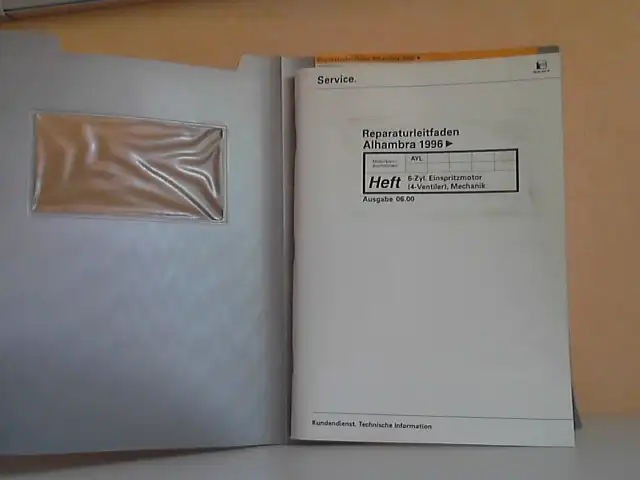 Service.
Reparaturleitfaden
Alhambra 1996 ▶
AYL
Heft 6-Zyl. Einspritzmotor
(4-Ventiler), Mechanik
Ausgabe 06.00
Kundendienst. Technische Information